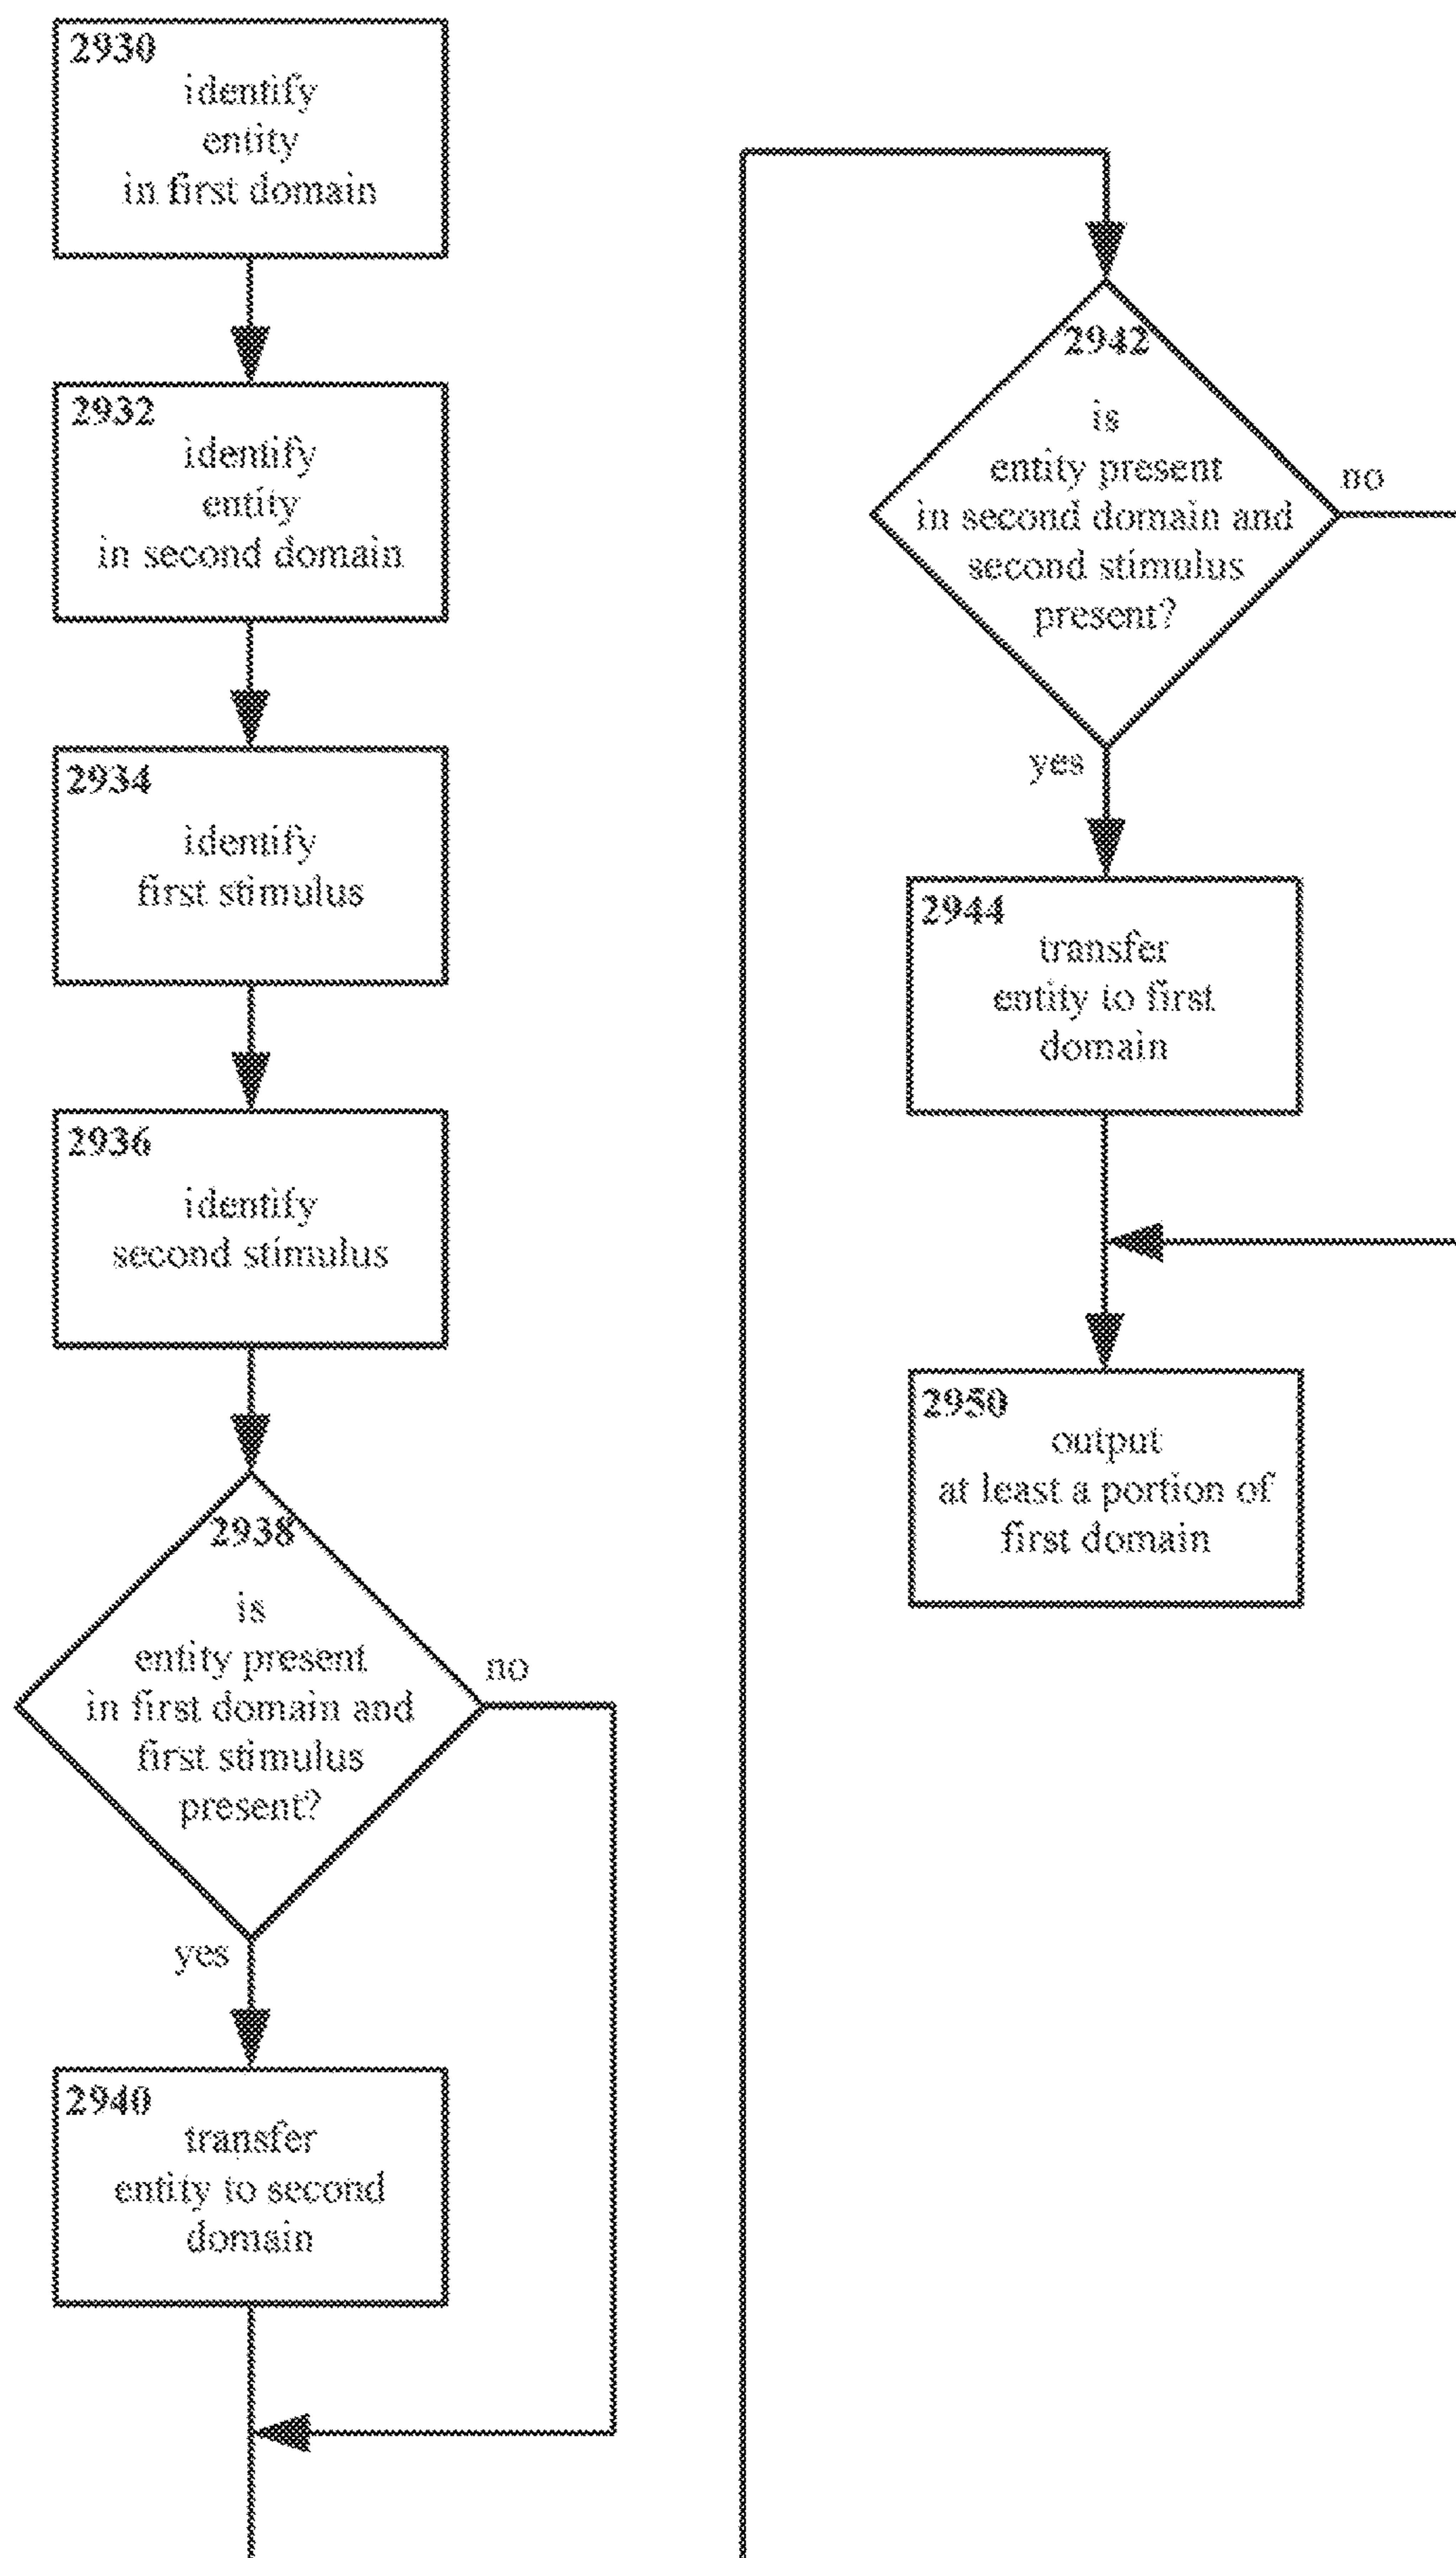 2930
identify
entity
in first domain
2932
identify
entity
in second domain
2934
identify
first stimulus
2936
identify
second stimulus
2938
is
entity present
in first domain and
first stimulus
present?
no
yes
2940
transfer
entity to second
domain
2942
is
entity present
in second domain and
second stimulus
present?
no
yes
2944
transfer
entity to first
domain
2950
output
at least a portion of
first domain